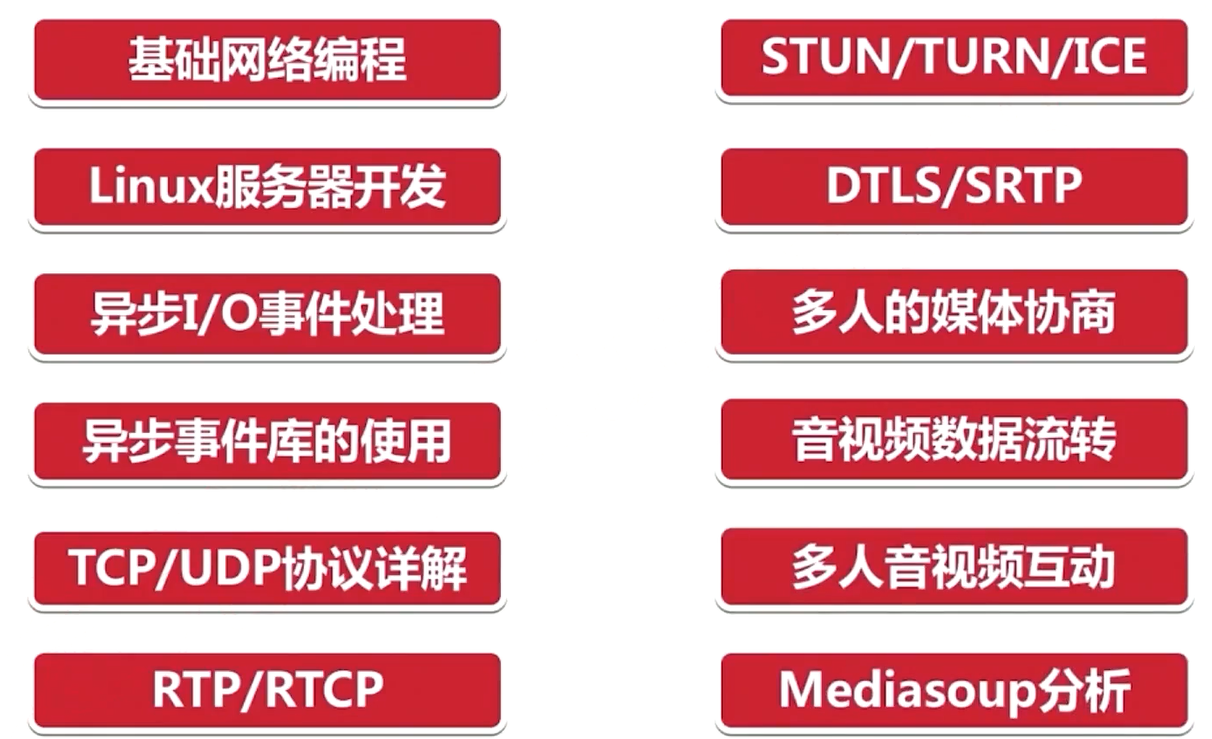 基础网络编程
Linux服务器开发
异步I/O事件处理
异步事件库的使用
TCP/UDP协议详解
RTP/RTCP
STUN/TURN/ICE
DTLS/SRTP
多人的媒体协商
音视频数据流转
多人音视频互动
Mediasoup分析